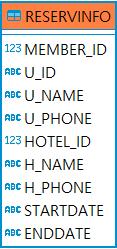 RESERVINFO
123 MEMBER_ID
ABC U_ID
ABC U_NAME
ABC U_PHONE
123 HOTEL_ID
ABC H_NAME
ABC H_PHONE
ABC STARTDATE
ABC ENDDATE